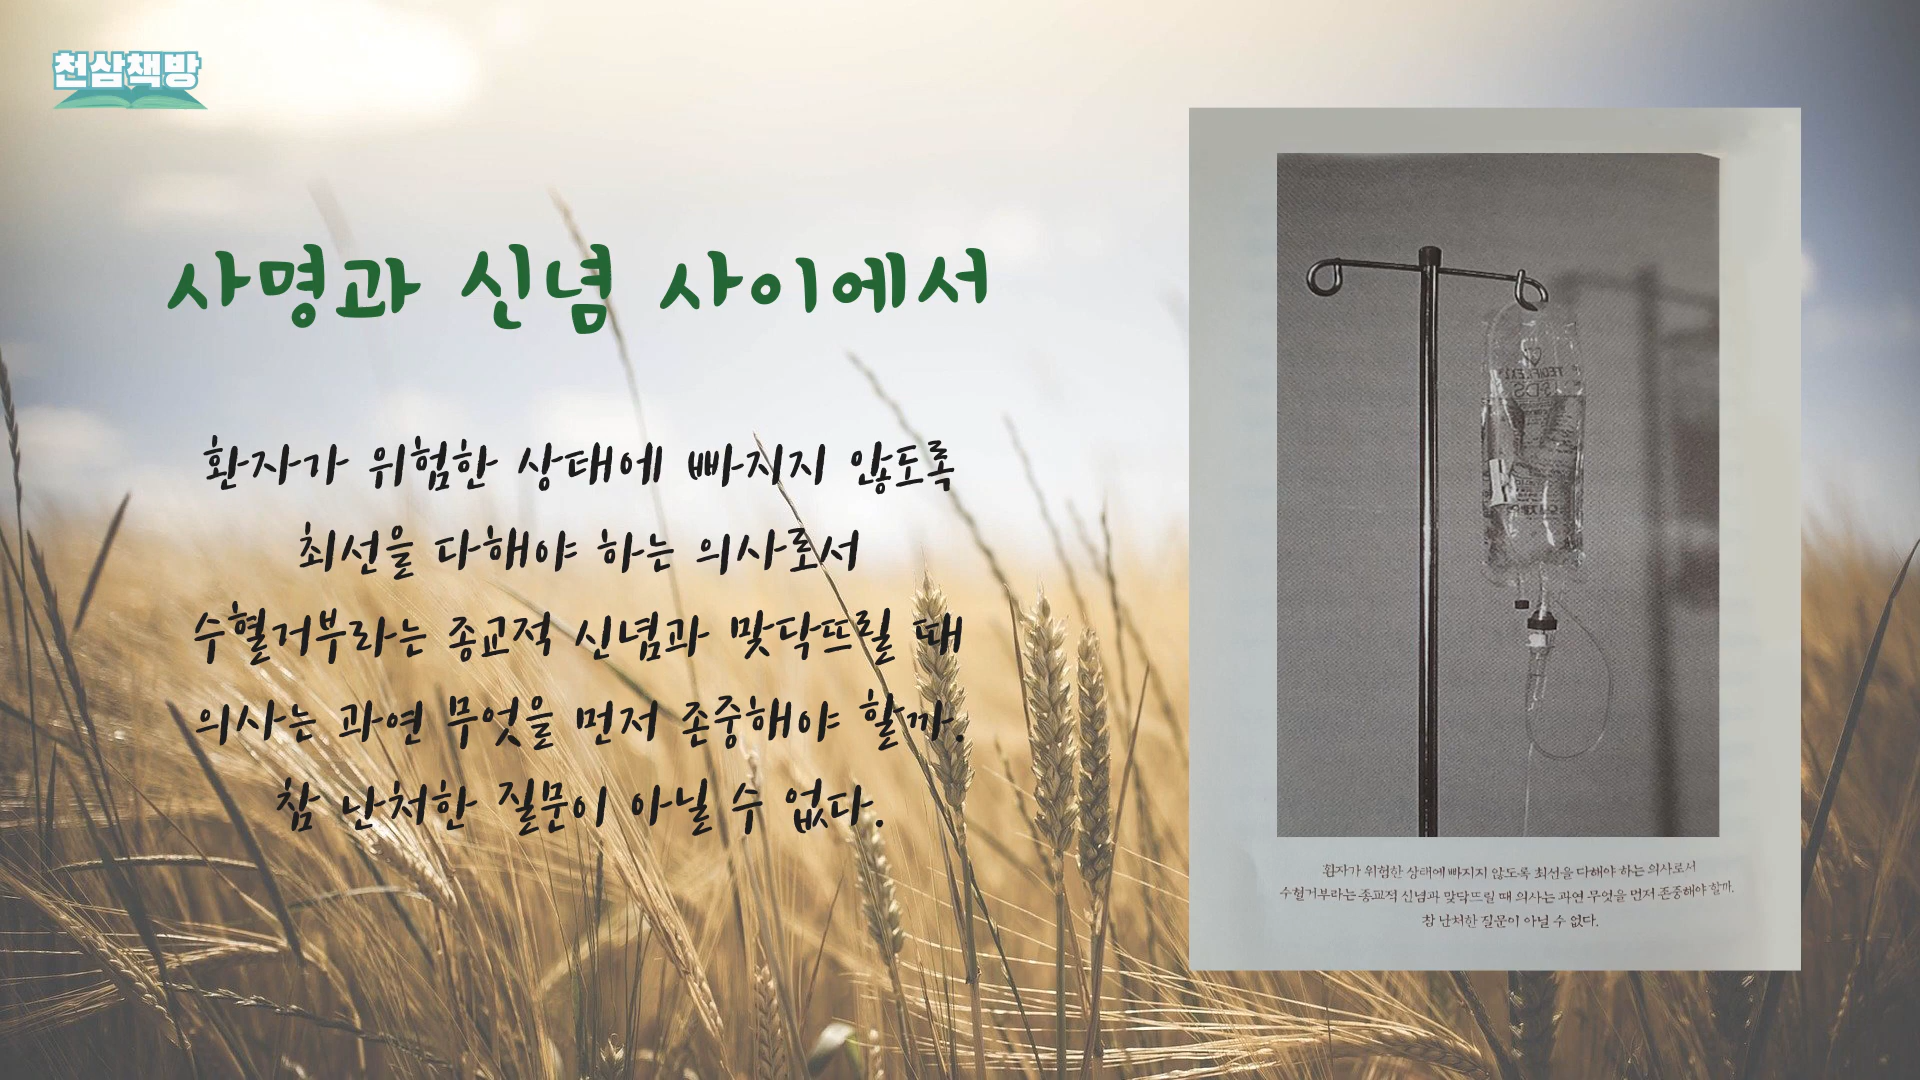 천삼책방
사명과 신념 사이에서
환자가 위험한 상태에 빠지지 않도록
최선을 다해야 하는 의사로서
수혈거부라는 종교적 신념과 맞닥뜨릴 때
의사는 과연 무엇을 먼저 존중해야 할까.
참 난처한 질문이 아닐 수 없다.
환자가 위험한 상태에 빠지지 않도록 최선을 다해야 하는 의사로서
수혈거부라는 종교적 신념과 맞닥뜨릴 때 의사는 과연 무엇을 먼저 존중해야 할까.
참 난처한 질문이 아닐 수 없다.